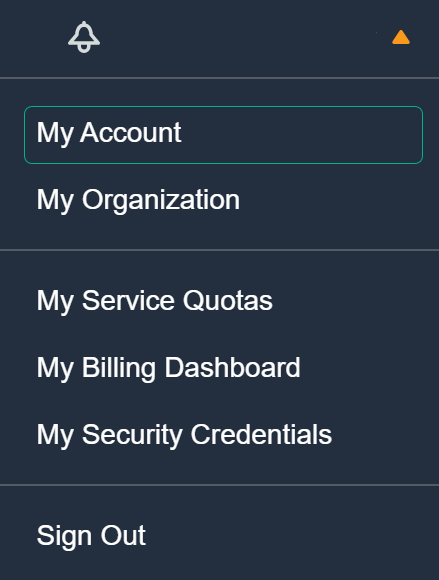 My Account
My Organization
My Service Quotas
My Billing Dashboard
My Security Credentials
Sign Out